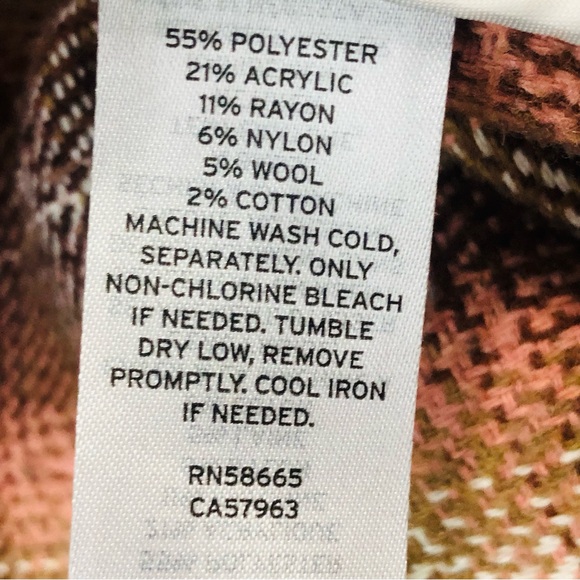 55% POLYESTER
21% ACRYLIC
11% RAYON
6% NYLON
5% WOOL
2% COTTON
MACHINE WASH COLD,
SEPARATELY. ONLY
NON-CHLORINE BLEACH
IF NEEDED. TUMBLE
DRY LOW, REMOVE
PROMPTLY. COOL IRON
IF NEEDED.
RN58665
CA57963